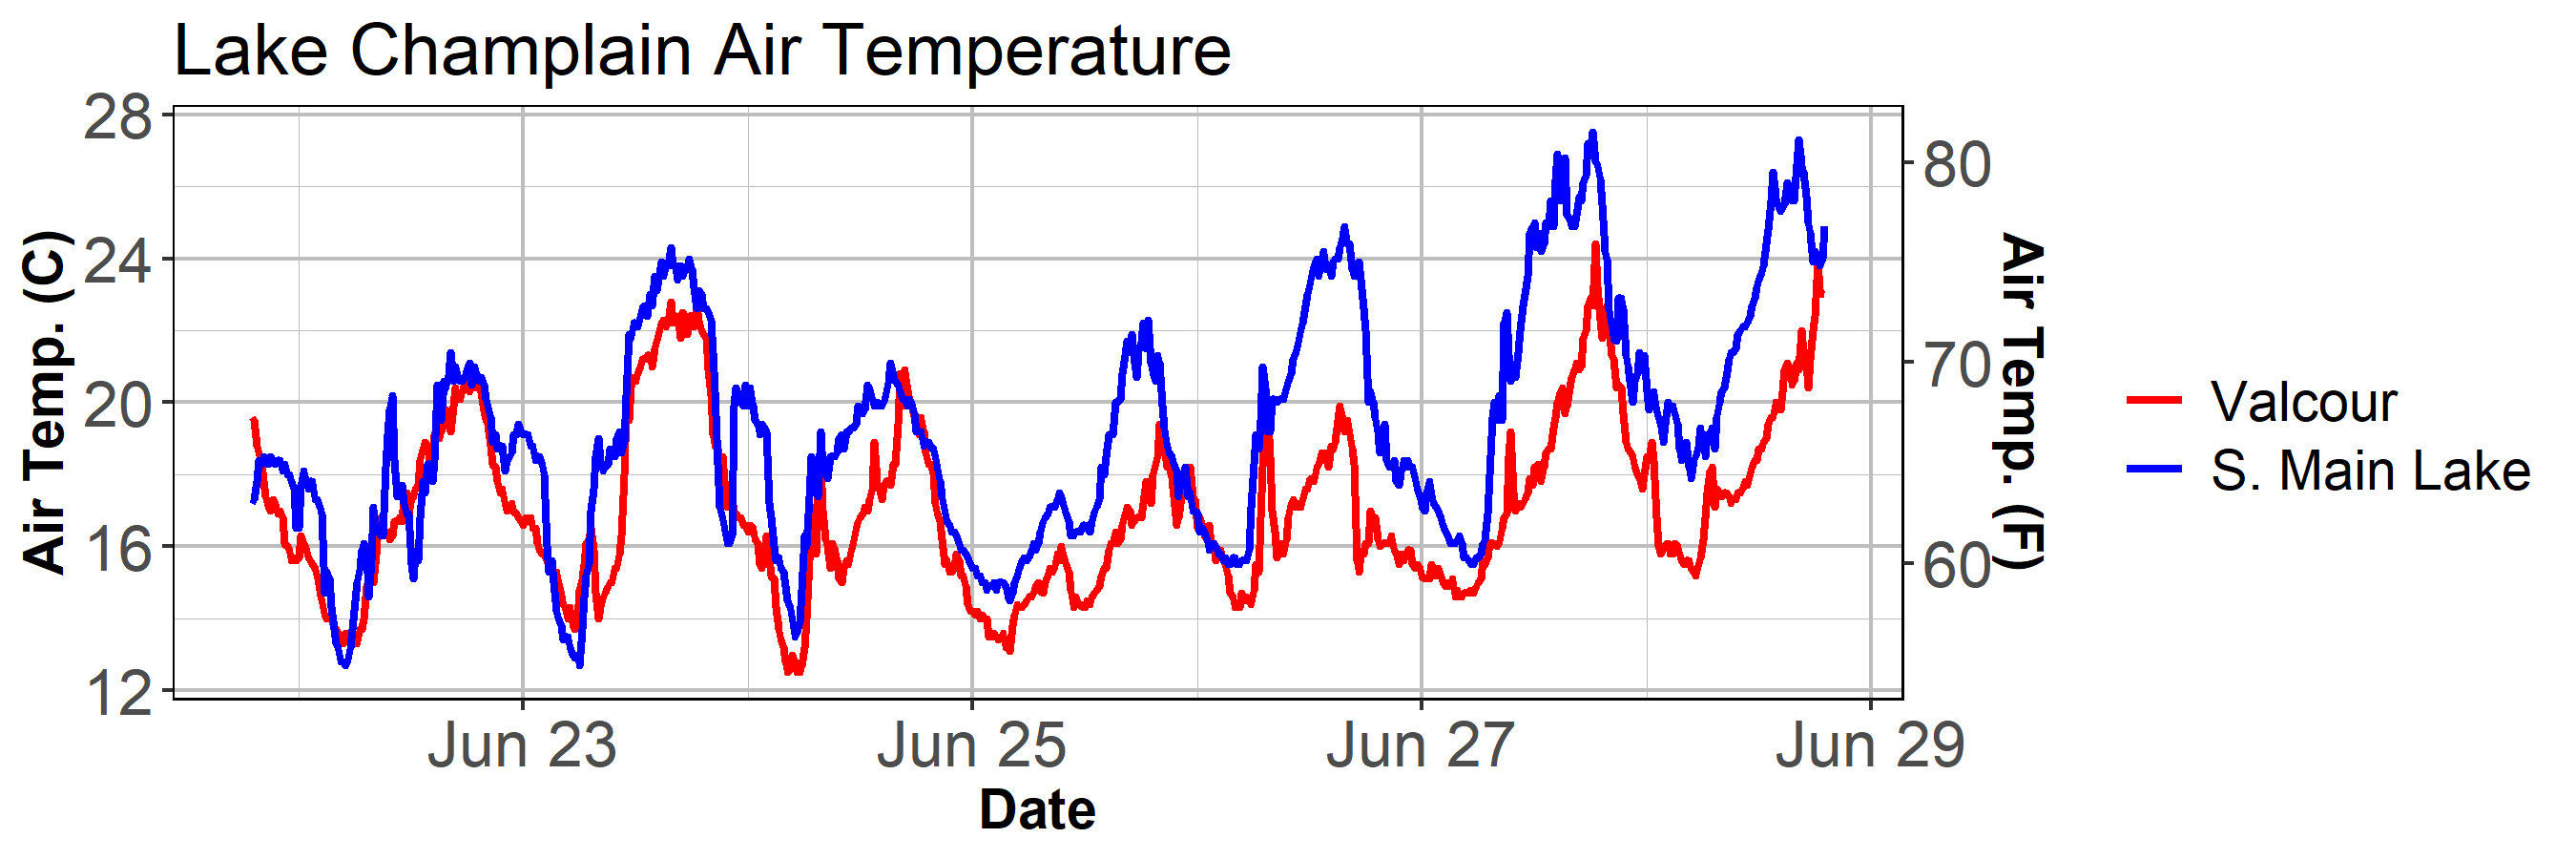 Lake Champlain Air Temperature
28
24
20
16
12
Air Temp. (C)
80
70
60
Air Temp. (F)
Jun 23
Jun 25
Jun 27
Jun 29
Date
Valcour
S. Main Lake